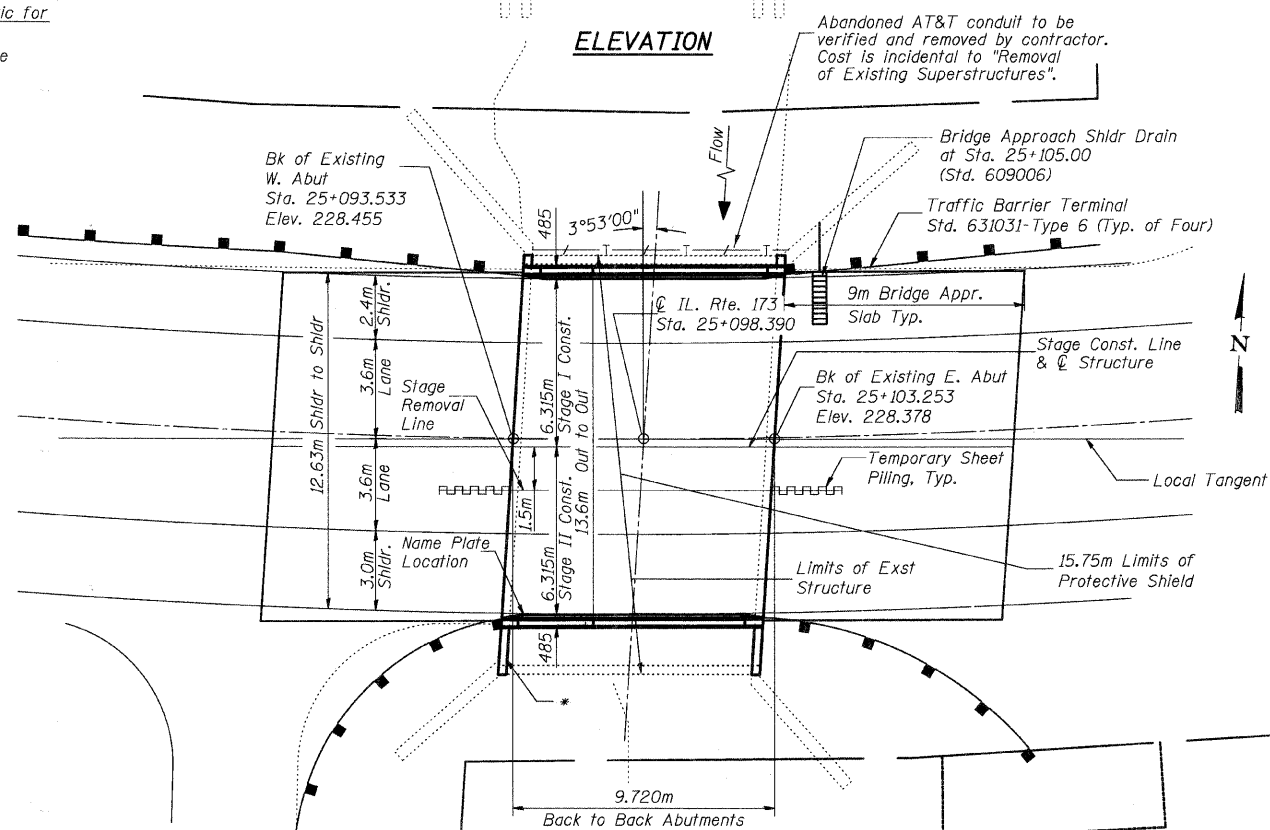 ic for
e
ELEVATION
Abandoned AT&T conduit to be
verified and removed by contractor.
Cost is incidental to "Removal
of Existing Superstructures".
Flow
Bridge Approach Shldr Drain
at Sta. 25+105.00
(Std. 609006)
Bk of Existing
W. Abut
Sta. 25+093.533
Elev. 228.455
Traffic Barrier Terminal
Std. 631031-Type 6 (Typ. of Four)
485
3°53'00"
T T T T
9m Bridge Appr.
Slab Typ.
℄ IL. Rte. 173
Sta. 25+098.390
N
2.4m
Shldr.
12.63m Shldr to Shldr
3.6m
Lane
Stage
Removal
Line
6.315m
Stage I Const.
13.6m Out to Out
Stage Const. Line
& ℄ Structure
Bk of Existing E. Abut
Sta. 25+103.253
Elev. 228.378
Temporary Sheet
Piling, Typ.
Local Tangent
3.6m
Lane
1.5m
6.315m
Stage II Const.
3.0m
Shldr.
Name Plate
Location
Limits of Exst
Structure
15.75m Limits of
Protective Shield
485
*
9.720m
Back to Back Abutments